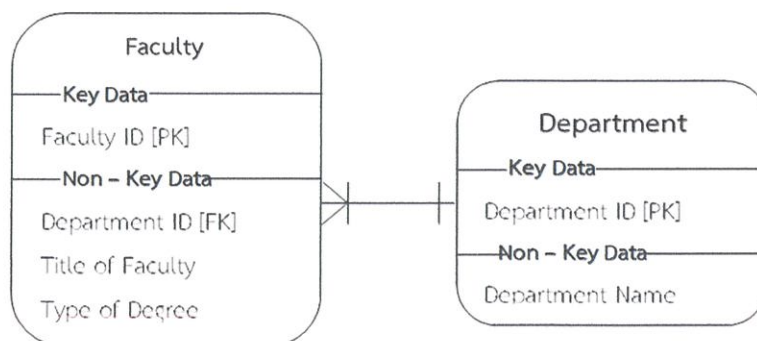 Faculty
Key Data
Faculty ID [PK]
Non – Key Data
Department ID [FK]
Title of Faculty
Type of Degree
Department
Key Data
Department ID [PK]
Non – Key Data
Department Name